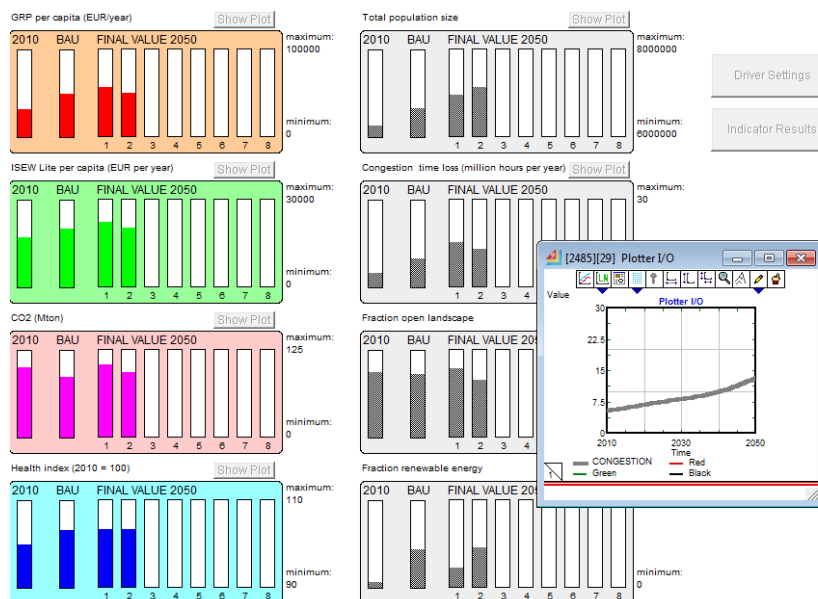 GRP per capita (EUR/year)
Show Plot
2010 BAU FINAL VALUE 2050
maximum:
100000
minimum:
0
1 2 3 4 5 6 7 8
Total population size
Show Plot
2010 BAU FINAL VALUE 2050
maximum:
8000000
minimum:
6000000
1 2 3 4 5 6 7 8
Driver Settings
Indicator Results
ISEW Lite per capita (EUR per year)
Show Plot
2010 BAU FINAL VALUE 2050
maximum:
30000
minimum:
0
1 2 3 4 5 6 7 8
Congestion time loss (million hours per year)
Show Plot
2010 BAU FINAL VALUE 2050
maximum:
30
1 2 3 4
[2485][29] Plotter I/O
LN
Value
Plotter I/O
30
22.5
15
7.5
0
2010 2030 2050
Time
CONGESTION Red
Green Black
1
CO2 (Mton)
Show Plot
2010 BAU FINAL VALUE 2050
maximum:
125
minimum:
0
1 2 3 4 5 6 7 8
Fraction open landscape
2010 BAU FINAL VALUE 205
1 2 3 4
Health index (2010 = 100)
Show Plot
2010 BAU FINAL VALUE 2050
maximum:
110
minimum:
90
1 2 3 4 5 6 7 8
Fraction renewable energy
2010 BAU FINAL VALUE 205
minimum:
0
1 2 3 4 5 6 7 8